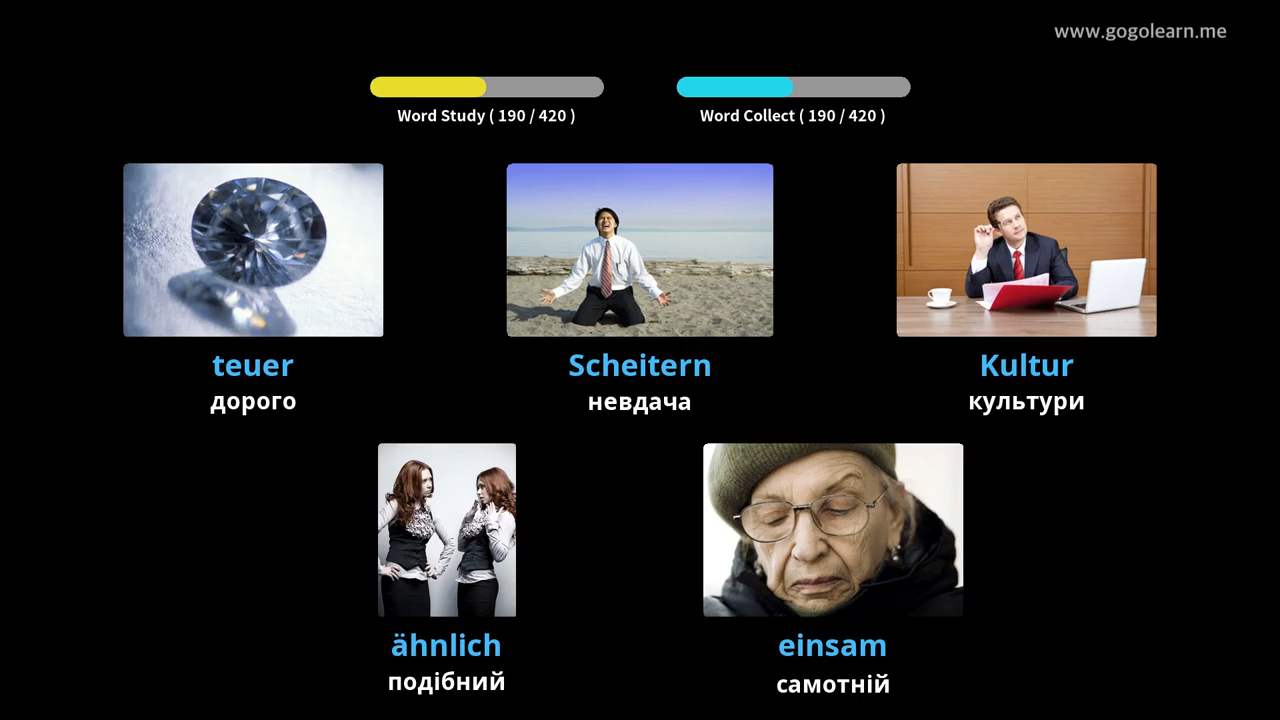 www.gogolearn.me
Word Study ( 190 / 420 )
Word Collect ( 190 / 420 )
teuer
дорого
Scheitern
невдача
Kultur
культури
ähnlich
подібний
einsam
самотній